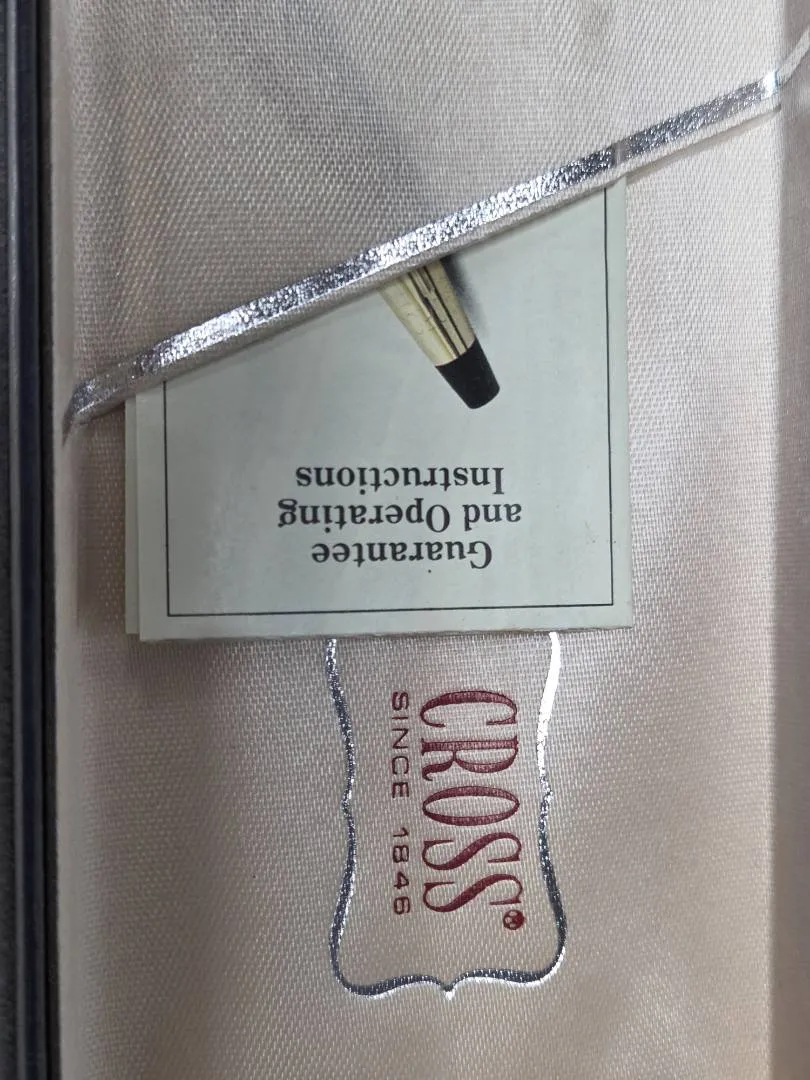 Guarantee
and Operating
Instructions
CROSS®
SINCE 1846